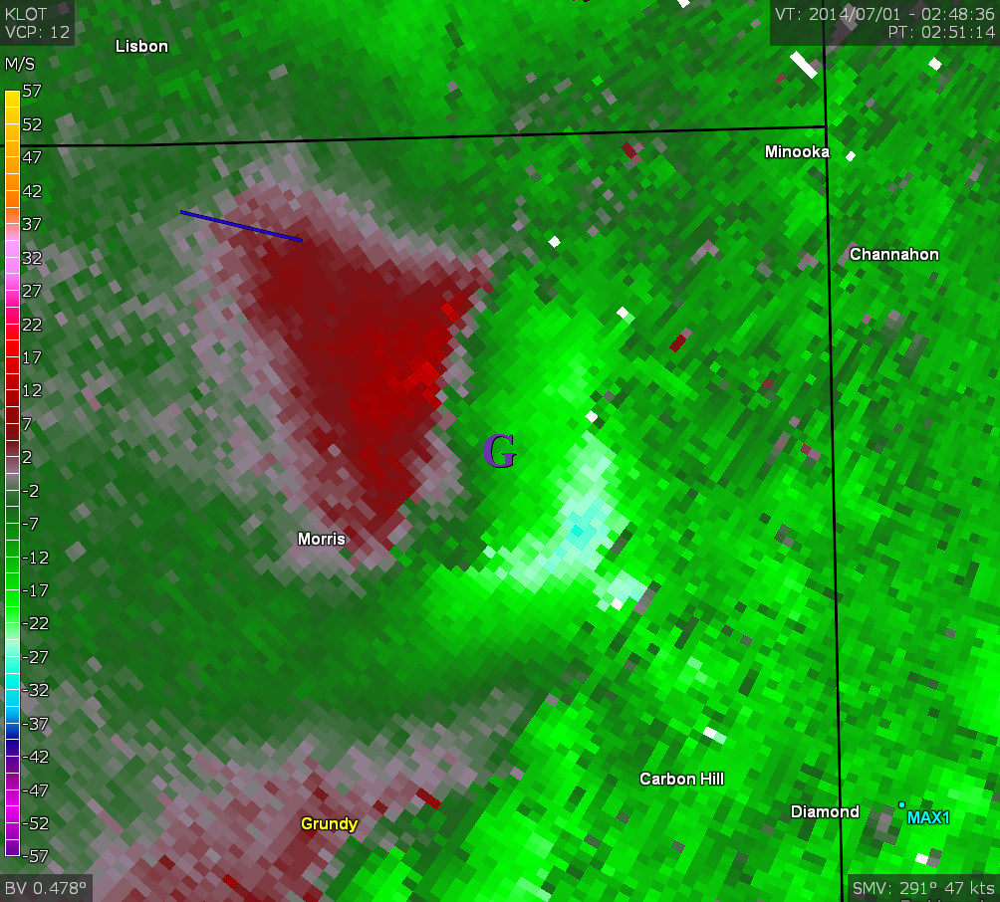 KLOT
VCP: 12
VT: 2014/07/01 - 02:48:36
PT: 02:51:14
Lisbon
M/S
57
52
47
42
37
32
27
22
17
12
7
2
-2
-7
-12
-17
-22
-27
-32
-37
-42
-47
-52
-57
Minooka
Channahon
G
Morris
Carbon Hill
Diamond
MAX1
Grundy
BV 0.478°
SMV: 291° 47 kts